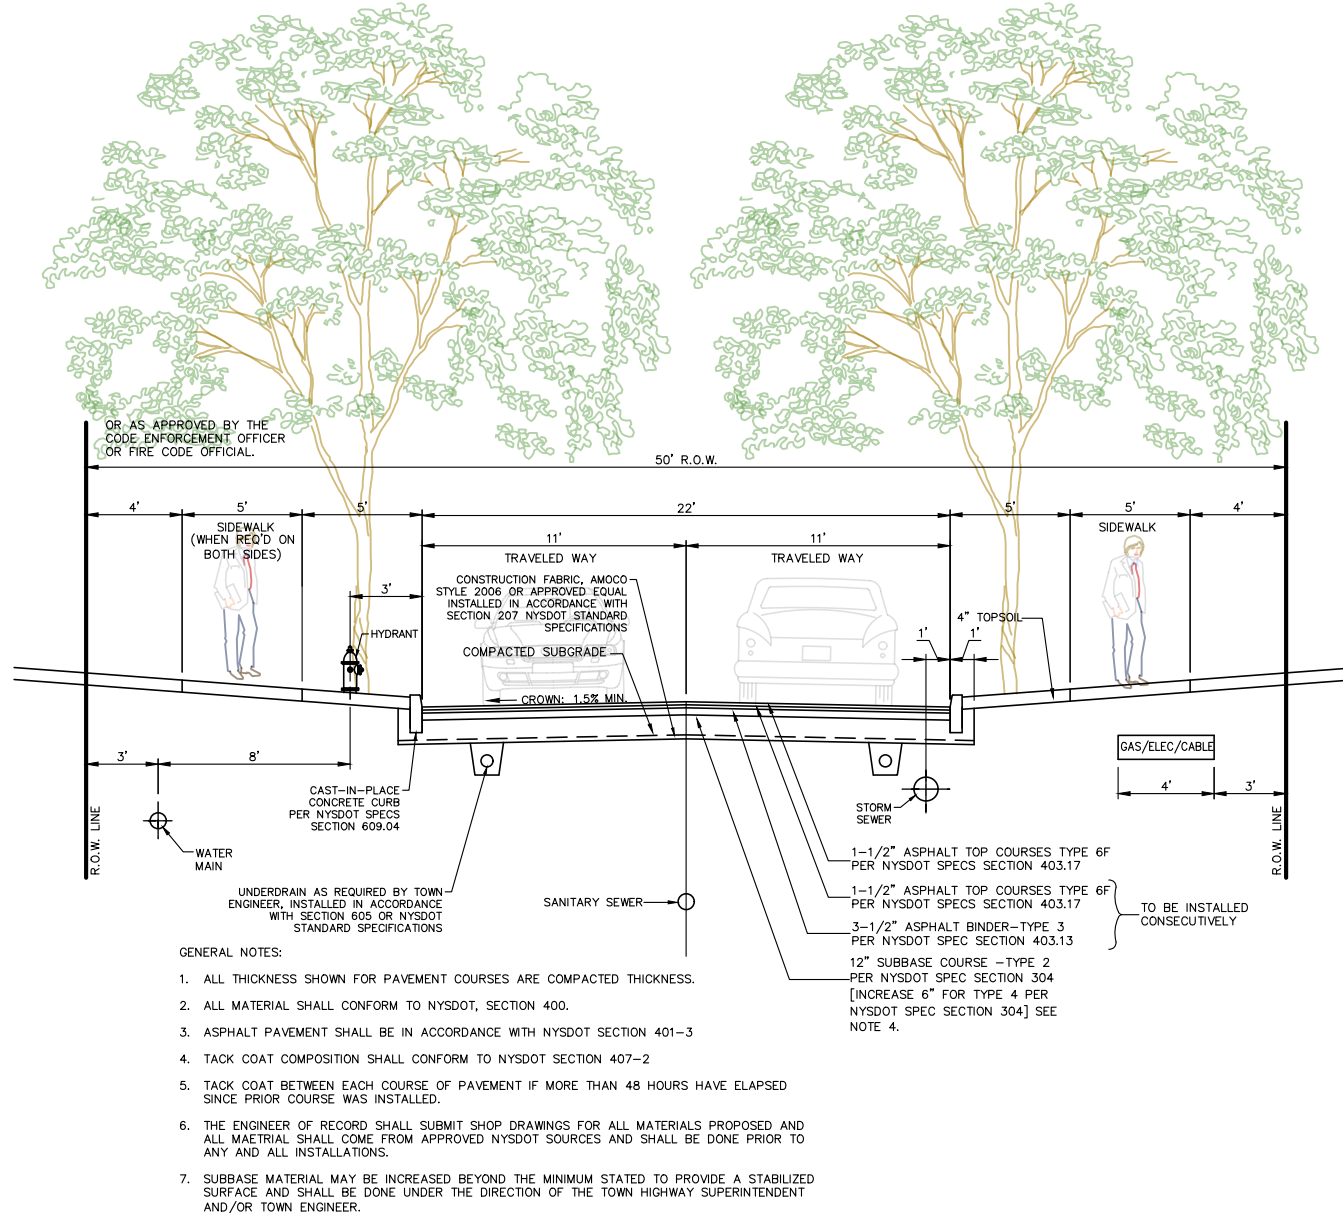 OR AS APPROVED BY THE
CODE ENFORCEMENT OFFICER
OR FIRE CODE OFFICIAL.
50' R.O.W.
4'
5'
5'
22'
5'
5'
4'
SIDEWALK
(WHEN REQ'D ON
BOTH SIDES)
SIDEWALK
11'
11'
TRAVELED WAY
TRAVELED WAY
CONSTRUCTION FABRIC, AMOCO
STYLE 2006 OR APPROVED EQUAL
INSTALLED IN ACCORDANCE WITH
SECTION 207 NYSDOT STANDARD
SPECIFICATIONS
3'
HYDRANT
4" TOPSOIL
1'
1'
COMPACTED SUBGRADE
CROWN: 1.5% MIN.
GAS/ELEC/CABLE
3'
8'
4'
3'
CAST-IN-PLACE
CONCRETE CURB
PER NYSDOT SPECS
SECTION 609.04
STORM
SEWER
R.O.W. LINE
R.O.W. LINE
WATER
MAIN
1-1/2" ASPHALT TOP COURSES TYPE 6F
PER NYSDOT SPECS SECTION 403.17
UNDERDRAIN AS REQUIRED BY TOWN
ENGINEER, INSTALLED IN ACCORDANCE
WITH SECTION 605 OR NYSDOT
STANDARD SPECIFICATIONS
SANITARY SEWER
1-1/2" ASPHALT TOP COURSES TYPE 6F
PER NYSDOT SPECS SECTION 403.17
TO BE INSTALLED
CONSECUTIVELY
3-1/2" ASPHALT BINDER-TYPE 3
PER NYSDOT SPEC SECTION 403.13
12" SUBBASE COURSE -TYPE 2
PER NYSDOT SPEC SECTION 304
[INCREASE 6" FOR TYPE 4 PER
NYSDOT SPEC SECTION 304] SEE
NOTE 4.
GENERAL NOTES:
1. ALL THICKNESS SHOWN FOR PAVEMENT COURSES ARE COMPACTED THICKNESS.
2. ALL MATERIAL SHALL CONFORM TO NYSDOT, SECTION 400.
3. ASPHALT PAVEMENT SHALL BE IN ACCORDANCE WITH NYSDOT SECTION 401-3
4. TACK COAT COMPOSITION SHALL CONFORM TO NYSDOT SECTION 407-2
5. TACK COAT BETWEEN EACH COURSE OF PAVEMENT IF MORE THAN 48 HOURS HAVE ELAPSED
SINCE PRIOR COURSE WAS INSTALLED.
6. THE ENGINEER OF RECORD SHALL SUBMIT SHOP DRAWINGS FOR ALL MATERIALS PROPOSED AND
ALL MAETRIAL SHALL COME FROM APPROVED NYSDOT SOURCES AND SHALL BE DONE PRIOR TO
ANY AND ALL INSTALLATIONS.
7. SUBBASE MATERIAL MAY BE INCREASED BEYOND THE MINIMUM STATED TO PROVIDE A STABILIZED
SURFACE AND SHALL BE DONE UNDER THE DIRECTION OF THE TOWN HIGHWAY SUPERINTENDENT
AND/OR TOWN ENGINEER.